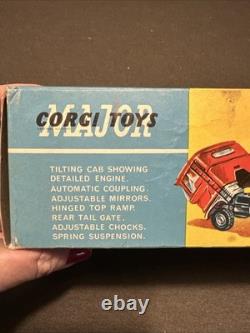 CORGI TOYS
MAJOR
TILTING CAB SHOWING
DETAILED ENGINE.
AUTOMATIC COUPLING.
ADJUSTABLE MIRRORS.
HINGED TOP RAMP.
REAR TAIL GATE.
ADJUSTABLE CHOCKS.
SPRING SUSPENSION.